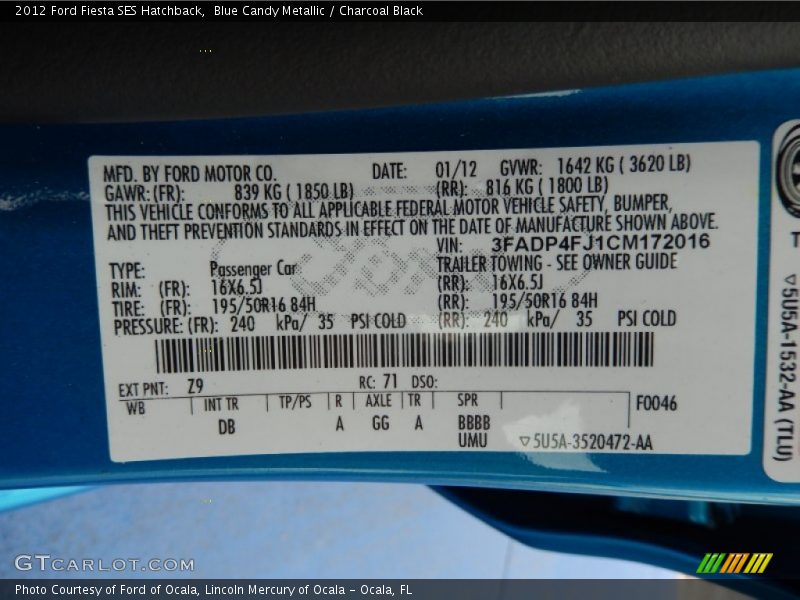 2012 Ford Fiesta SES Hatchback, Blue Candy Metallic / Charcoal Black
MFD. BY FORD MOTOR CO. DATE: 01/12 GVWR: 1642 KG ( 3620 LB)
GAWR: (FR): 839 KG ( 1850 LB) (RR): 816 KG ( 1800 LB)
THIS VEHICLE CONFORMS TO ALL APPLICABLE FEDERAL MOTOR VEHICLE SAFETY, BUMPER,
AND THEFT PREVENTION STANDARDS IN EFFECT ON THE DATE OF MANUFACTURE SHOWN ABOVE.
VIN: 3FADP4FJ1CM172016
TYPE: Passenger Car TRAILER TOWING - SEE OWNER GUIDE
RIM: (FR): 16X6.5J (RR): 16X6.5J
TIRE: (FR): 195/50R16 84H (RR): 195/50R16 84H
PRESSURE: (FR): 240 kPa/ 35 PSI COLD (RR): 240 kPa/ 35 PSI COLD
EXT PNT: Z9 RC: 71 DSO:
WB INT TR TP/PS R AXLE TR SPR F0046
DB A GG A BBBB
UMU ▽5U5A-3520472-AA
▽5U5A-1532-AA (TLU)
GTCARLOT.COM
Photo Courtesy of Ford of Ocala, Lincoln Mercury of Ocala - Ocala, FL